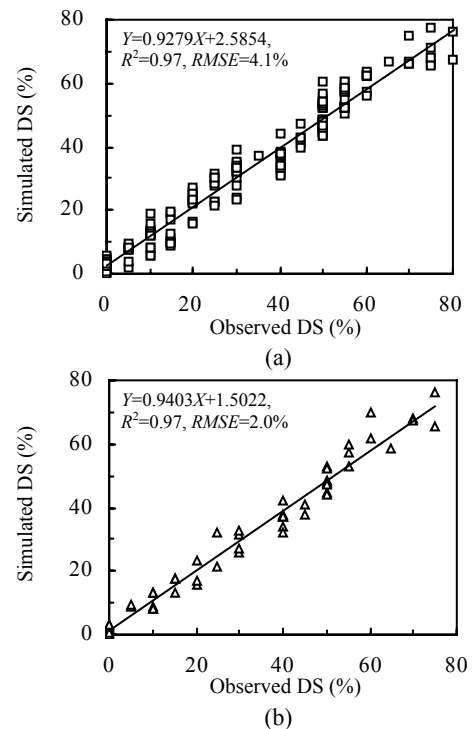 80
60
40
20
0
Simulated DS (%)
Y=0.9279X+2.5854,
R²=0.97, RMSE=4.1%
0 20 40 60 80
Observed DS (%)
(a)
80
60
40
20
0
Simulated DS (%)
Y=0.9403X+1.5022,
R²=0.97, RMSE=2.0%
0 20 40 60 80
Observed DS (%)
(b)